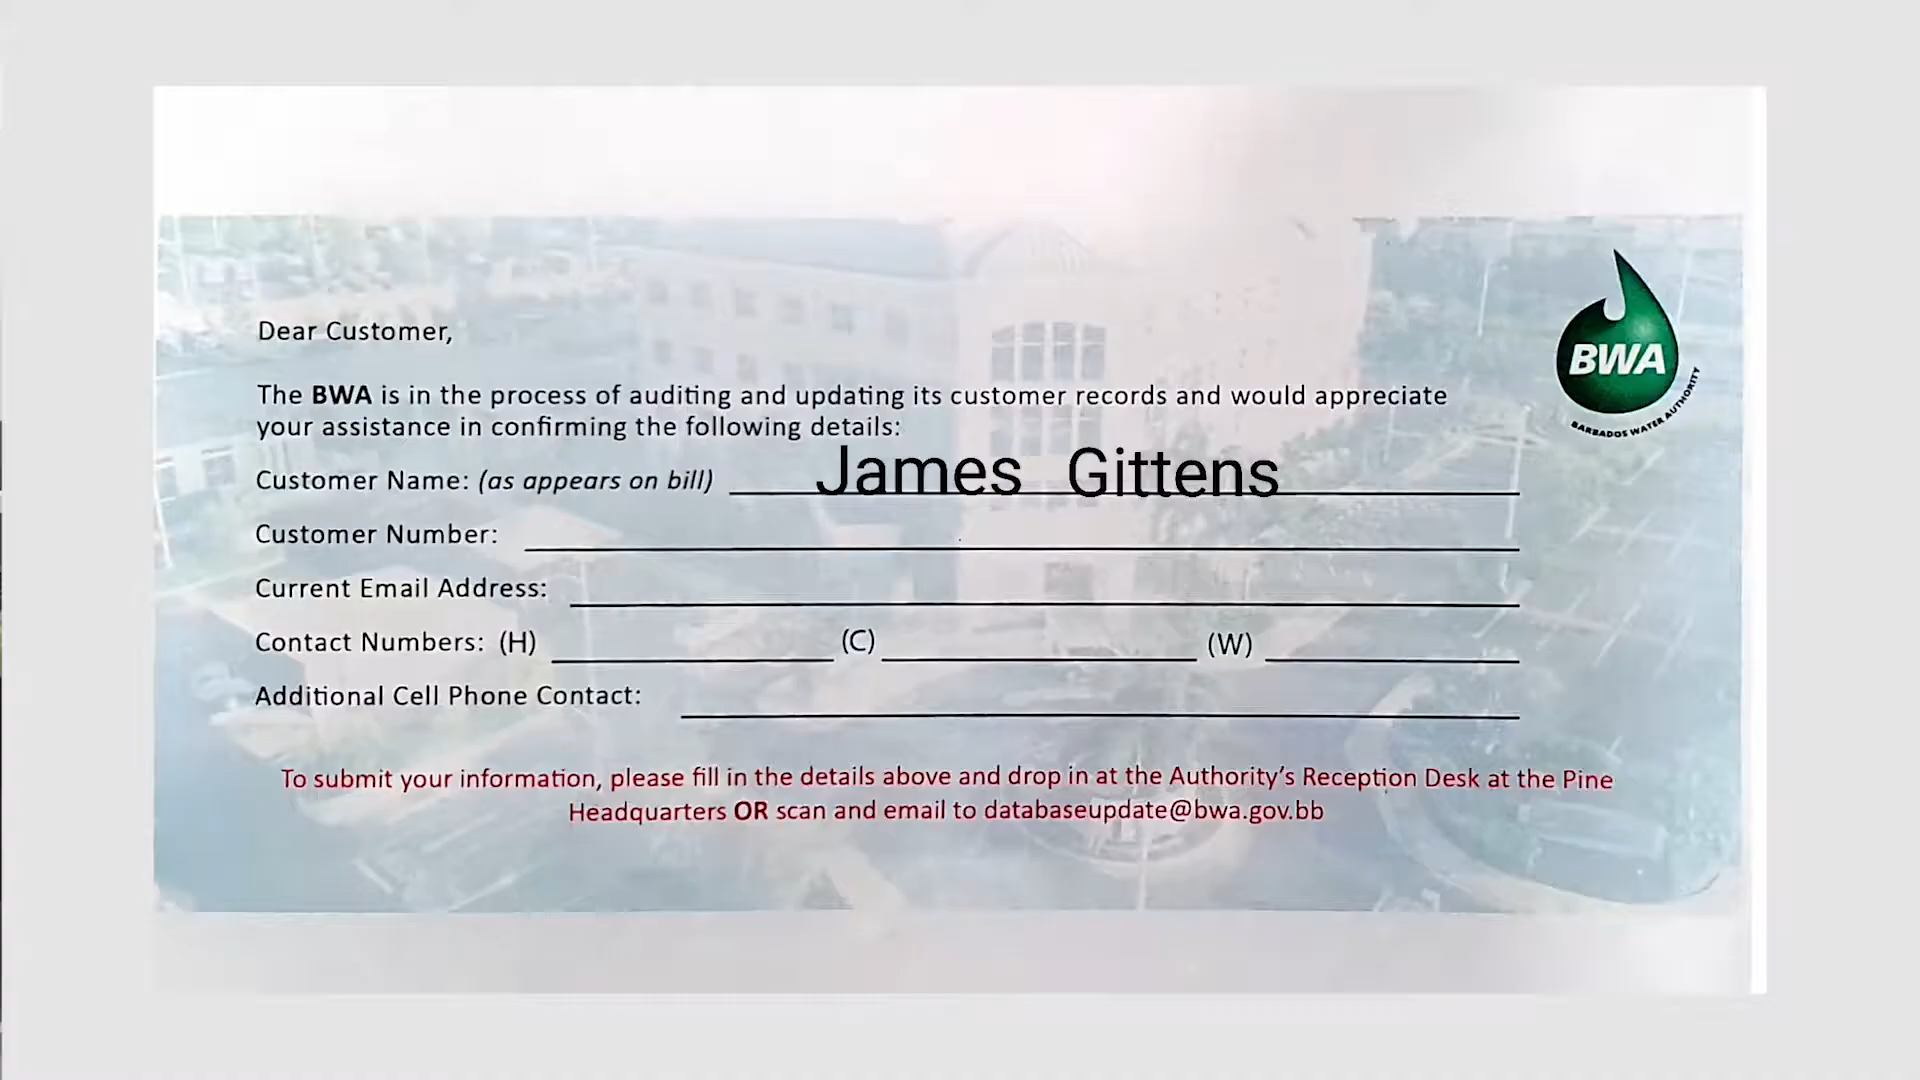 Dear Customer,
BWA
BARBADOS WATER AUTHORITY
The BWA is in the process of auditing and updating its customer records and would appreciate
your assistance in confirming the following details:
Customer Name: (as appears on bill) James Gittens
Customer Number:
Current Email Address:
Contact Numbers: (H) (C) (W)
Additional Cell Phone Contact:
To submit your information, please fill in the details above and drop in at the Authority's Reception Desk at the Pine
Headquarters OR scan and email to databaseupdate@bwa.gov.bb